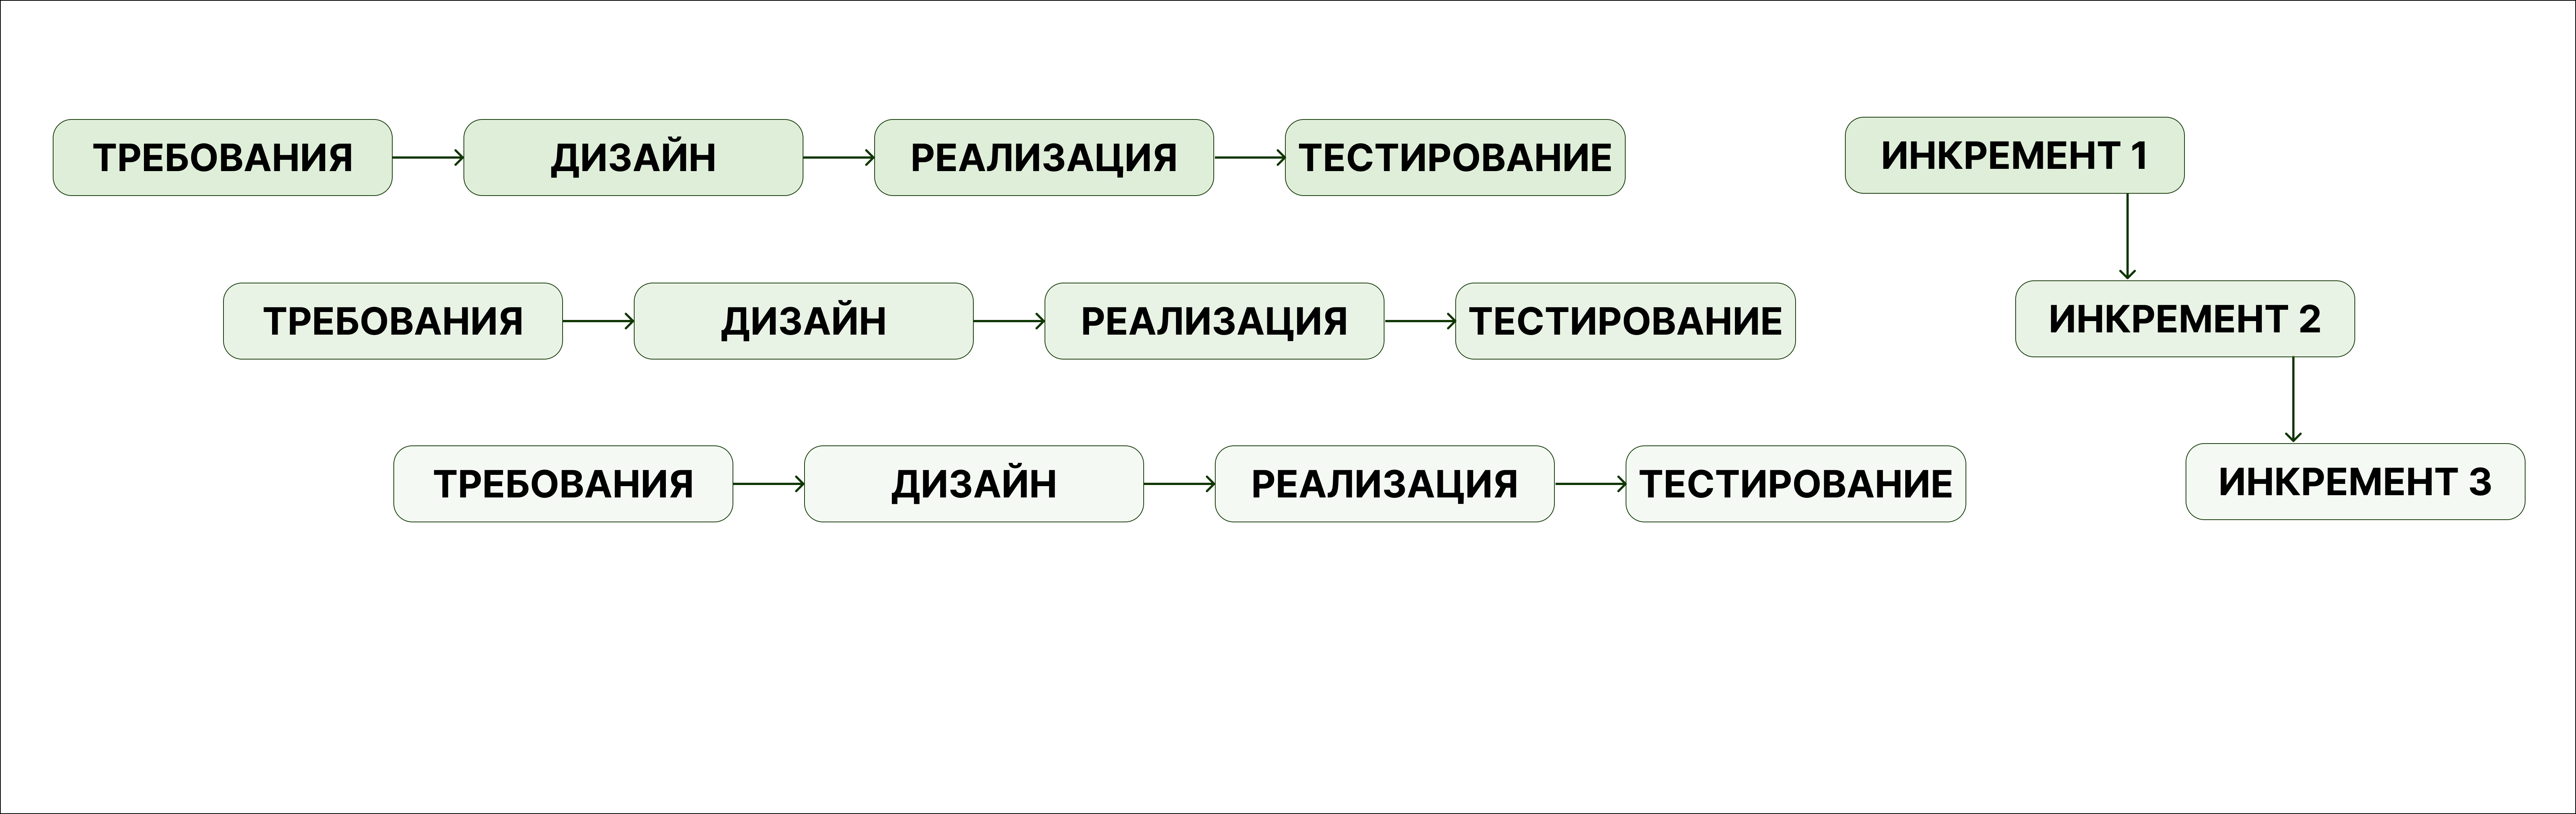 ТРЕБОВАНИЯ ДИЗАЙН РЕАЛИЗАЦИЯ ТЕСТИРОВАНИЕ ИНКРЕМЕНТ 1
ТРЕБОВАНИЯ ДИЗАЙН РЕАЛИЗАЦИЯ ТЕСТИРОВАНИЕ ИНКРЕМЕНТ 2
ТРЕБОВАНИЯ ДИЗАЙН РЕАЛИЗАЦИЯ ТЕСТИРОВАНИЕ ИНКРЕМЕНТ 3